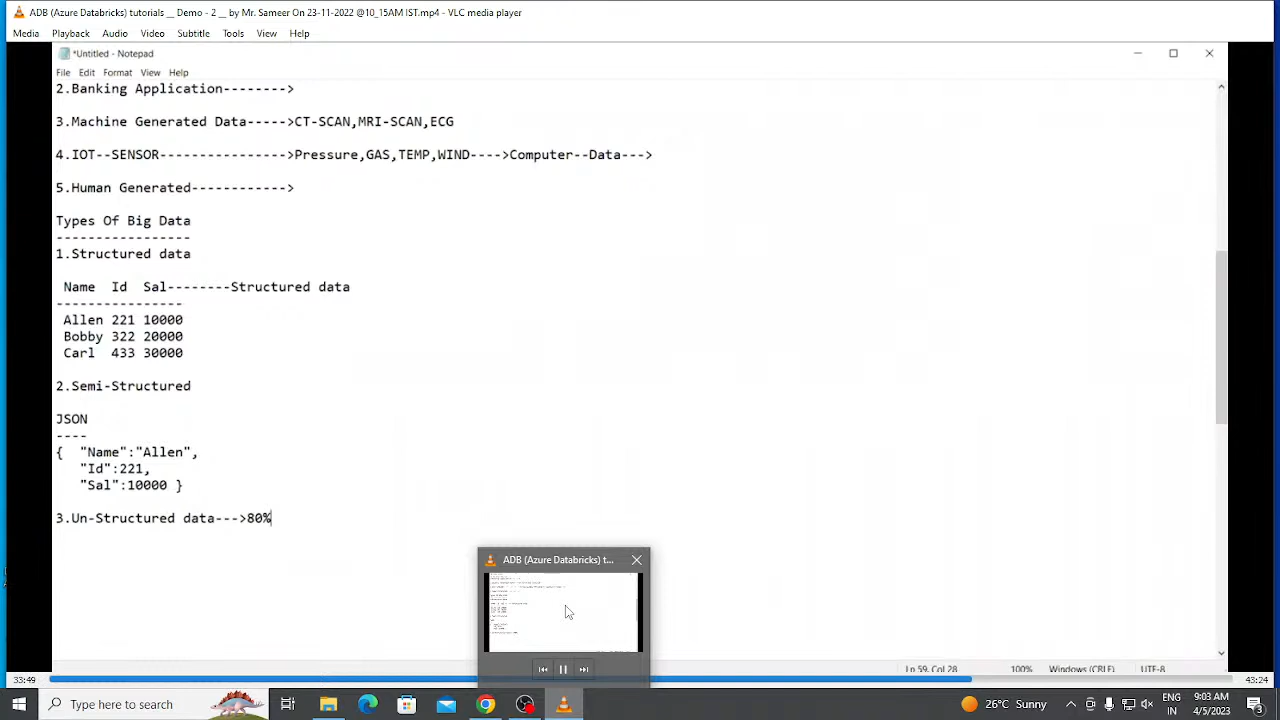 ADB (Azure Databricks) tutorials __ Demo - 2 __ by Mr. Sameer On 23-11-2022 @10_15AM IST.mp4 - VLC media player
Media Playback Audio Video Subtitle Tools View Help
*Untitled - Notepad
File Edit Format View Help
2.Banking Application-------->
3.Machine Generated Data----->CT-SCAN,MRI-SCAN,ECG
4.IOT--SENSOR---------------->Pressure,GAS,TEMP,WIND---->Computer--Data--->
5.Human Generated------------>
Types Of Big Data
-----------------
1.Structured data
Name  Id  Sal--------Structured data
----------------
Allen 221 10000
Bobby 322 20000
Carl  433 30000
2.Semi-Structured
JSON
----
{  "Name":"Allen",
"Id":221,
"Sal":10000 }
3.Un-Structured data--->80%
ADB (Azure Databricks) t...
Ln 59, Col 28 100% Windows (CRLF) UTF-8
33:49 43:24
Type here to search
26°C Sunny
ENG
IN
9:03 AM
4/5/2023
3